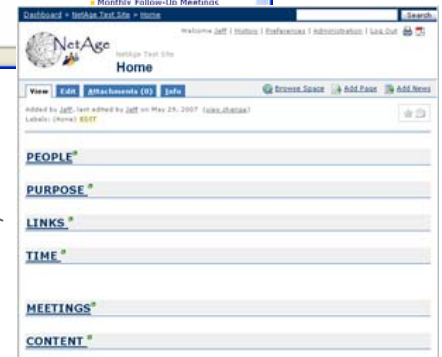 Monthly Follow-Up Meetings
Dashboard > NetAge Test Site > Home
Search
Welcome Jeff | History | Preferences | Administration | Log Out
NetAge
NetAge Test Site
Home
View Edit Attachments (0) Info
Browse Space Add Page Add News
Added by Jeff, last edited by Jeff on May 29, 2007 (view change)
Labels: (None) EDIT
PEOPLE
PURPOSE
LINKS
TIME
MEETINGS
CONTENT